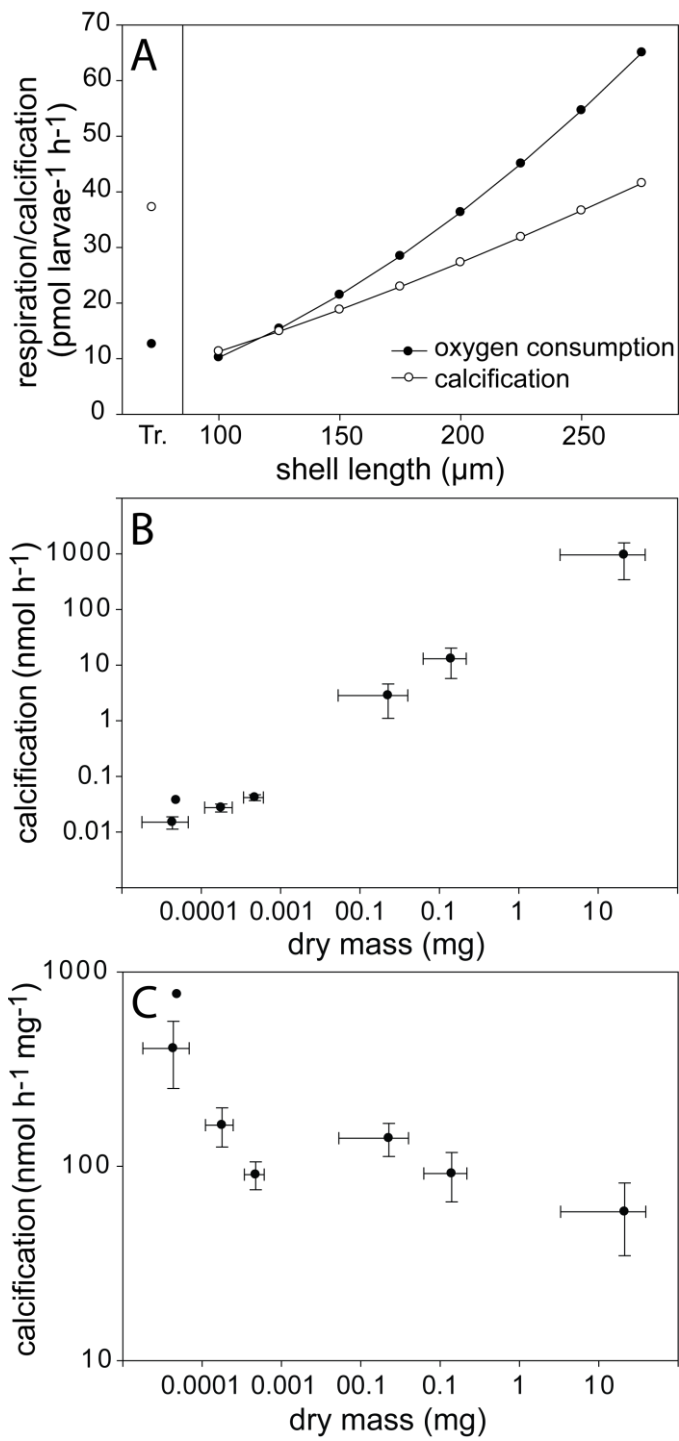 A
70
60
50
40
30
20
10
0
respiration/calcification
(pmol larvae⁻¹ h⁻¹)
oxygen consumption
calcification
Tr. 100 150 200 250
shell length (µm)
B
1000
100
10
1
0.1
0.01
calcification (nmol h⁻¹)
0.0001 0.001 00.1 0.1 1 10
dry mass (mg)
C
1000
100
10
calcification (nmol h⁻¹ mg⁻¹)
0.0001 0.001 00.1 0.1 1 10
dry mass (mg)